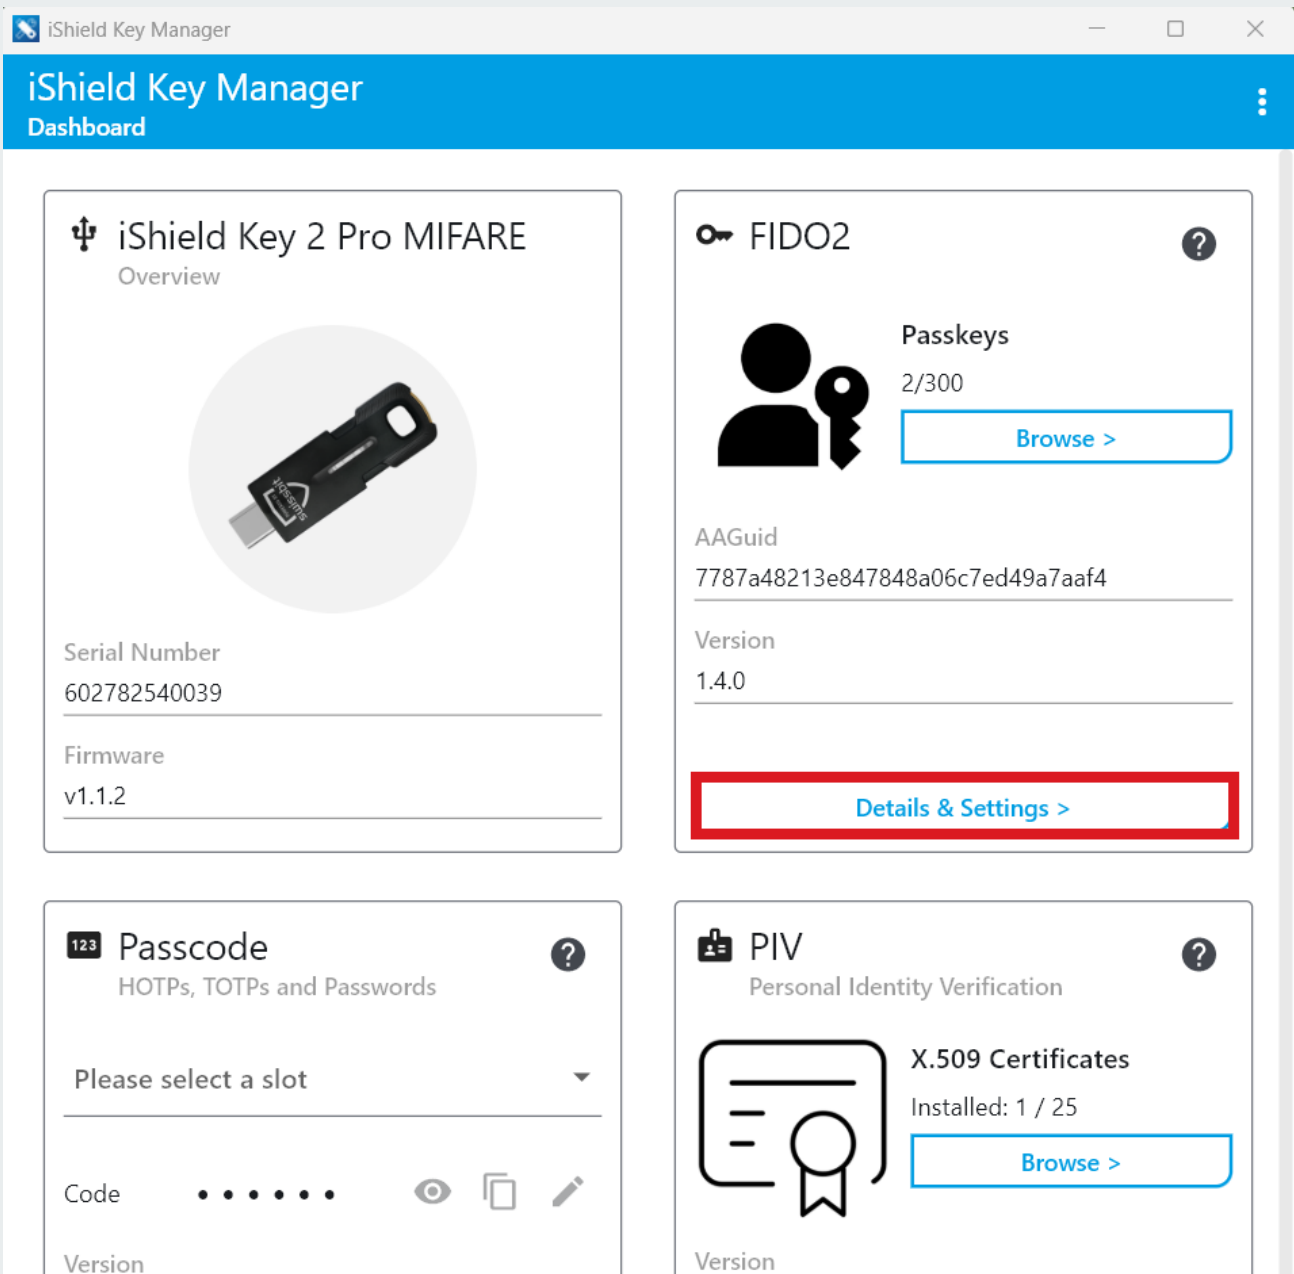 iShield Key Manager
iShield Key Manager
Dashboard
iShield Key 2 Pro MIFARE
Overview
swissbit
Serial Number
602782540039
Firmware
v1.1.2
FIDO2
?
Passkeys
2/300
Browse >
AAGuid
7787a48213e847848a06c7ed49a7aaf4
Version
1.4.0
Details & Settings >
123
Passcode
?
HOTPs, TOTPs and Passwords
Please select a slot
Code ••••••
Version
PIV
?
Personal Identity Verification
X.509 Certificates
Installed: 1 / 25
Browse >
Version